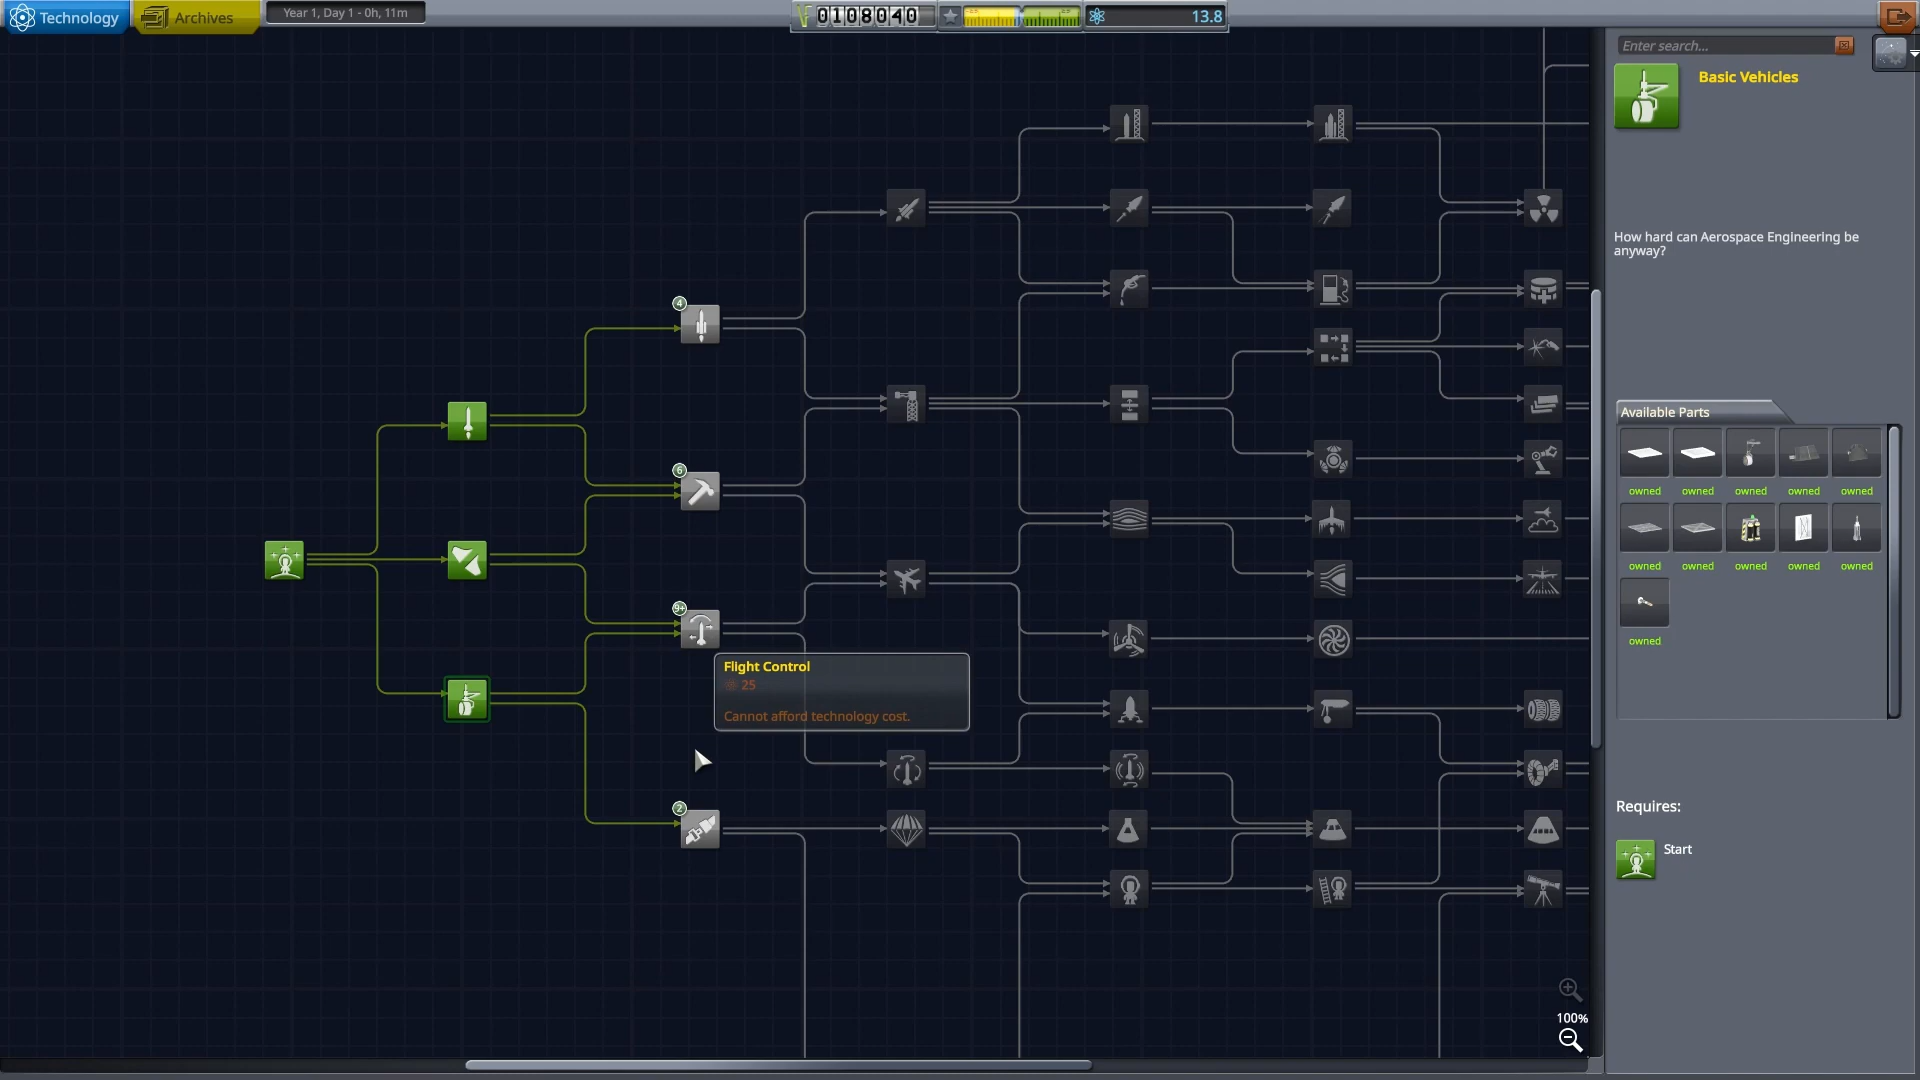 Technology
Archives
Year 1, Day 1 - 0h, 11m
0108040
13.8
Enter search...
Basic Vehicles
How hard can Aerospace Engineering be
anyway?
4
6
9+
Flight Control
25
Cannot afford technology cost.
2
Available Parts
owned owned owned owned owned
owned owned owned owned owned
owned
Requires:
Start
100%